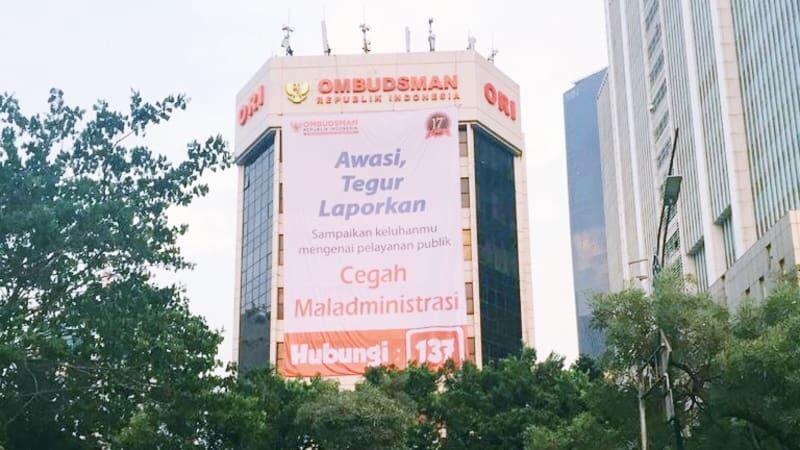 ORI
OMBUDSMAN
REPUBLIK INDONESIA
ORI
OMBUDSMAN
REPUBLIK INDONESIA
17
Awasi,
Tegur
Laporkan
Sampaikan keluhanmu
mengenai pelayanan publik
Cegah
Maladministrasi
Hubungi : 137